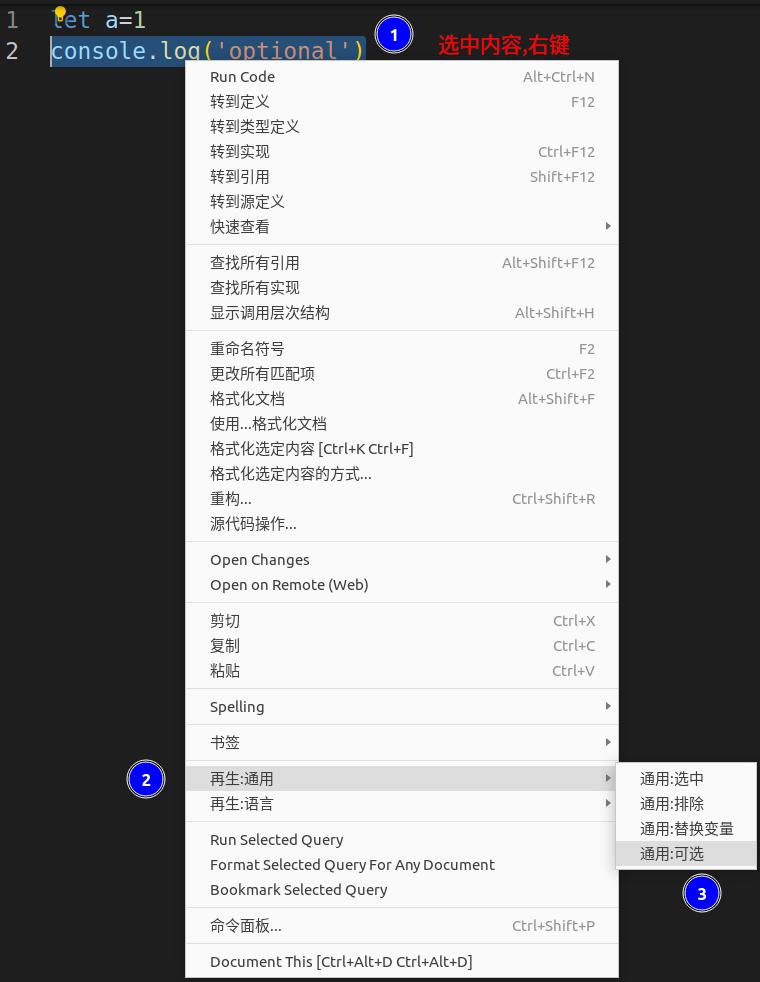 1 let a=1
2 console.log('optional')
1
选中内容,右键
Run Code Alt+Ctrl+N
转到定义 F12
转到类型定义
转到实现 Ctrl+F12
转到引用 Shift+F12
转到源定义
快速查看
查找所有引用 Alt+Shift+F12
查找所有实现
显示调用层次结构 Alt+Shift+H
重命名符号 F2
更改所有匹配项 Ctrl+F2
格式化文档 Alt+Shift+F
使用...格式化文档
格式化选定内容 [Ctrl+K Ctrl+F]
格式化选定内容的方式...
重构... Ctrl+Shift+R
源代码操作...
Open Changes
Open on Remote (Web)
剪切 Ctrl+X
复制 Ctrl+C
粘贴 Ctrl+V
Spelling
书签
2
再生:通用
再生:语言
通用:选中
通用:排除
通用:替换变量
通用:可选
3
Run Selected Query
Format Selected Query For Any Document
Bookmark Selected Query
命令面板... Ctrl+Shift+P
Document This [Ctrl+Alt+D Ctrl+Alt+D]